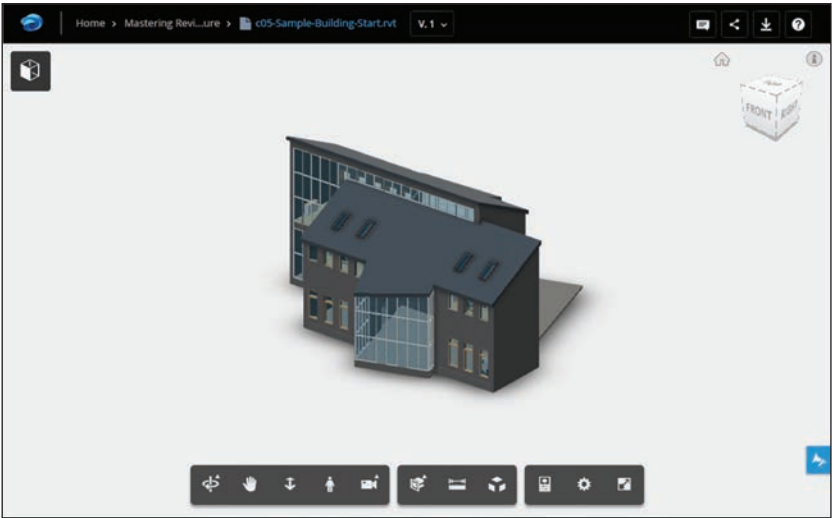 Home > Mastering Revi...ure > c05-Sample-Building-Start.rvt V. 1
FRONT RIGHT